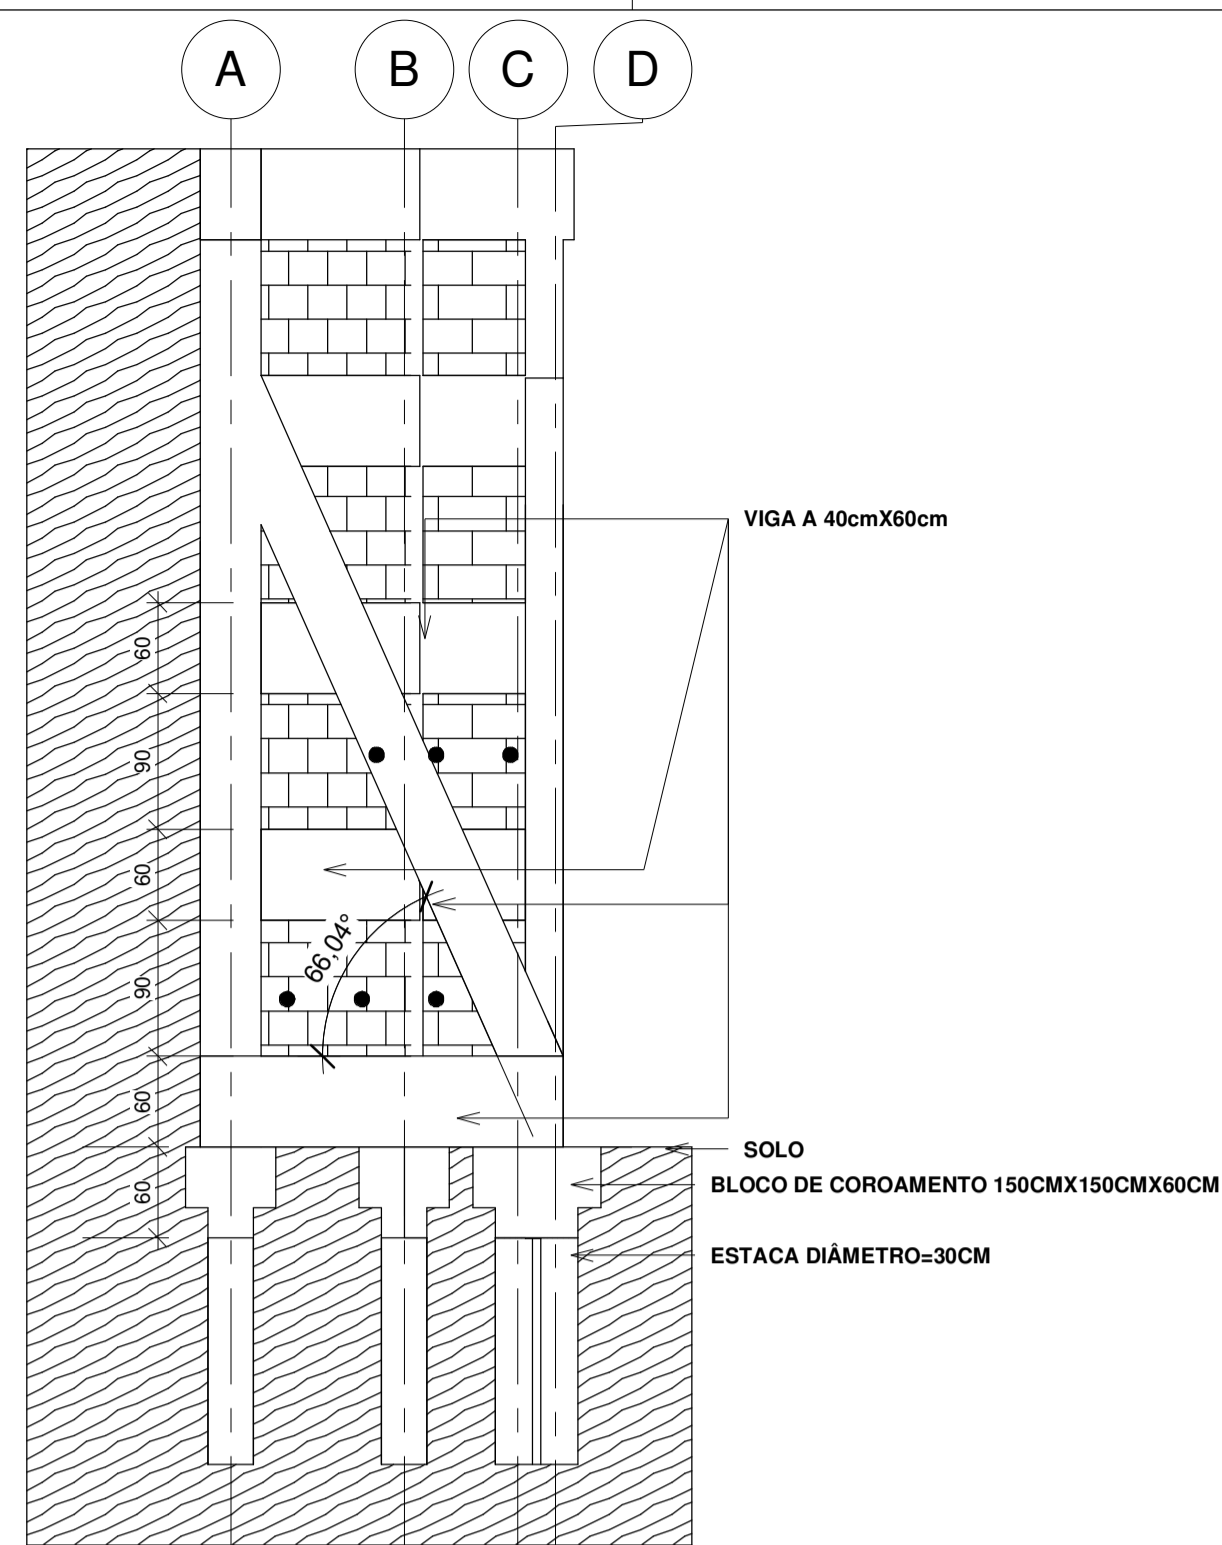 A
B
C
D
VIGA A 40cmX60cm
60
90
60
66,04°
90
60
SOLO
BLOCO DE COROAMENTO 150CMX150CMX60CM
60
ESTACA DIÂMETRO=30CM